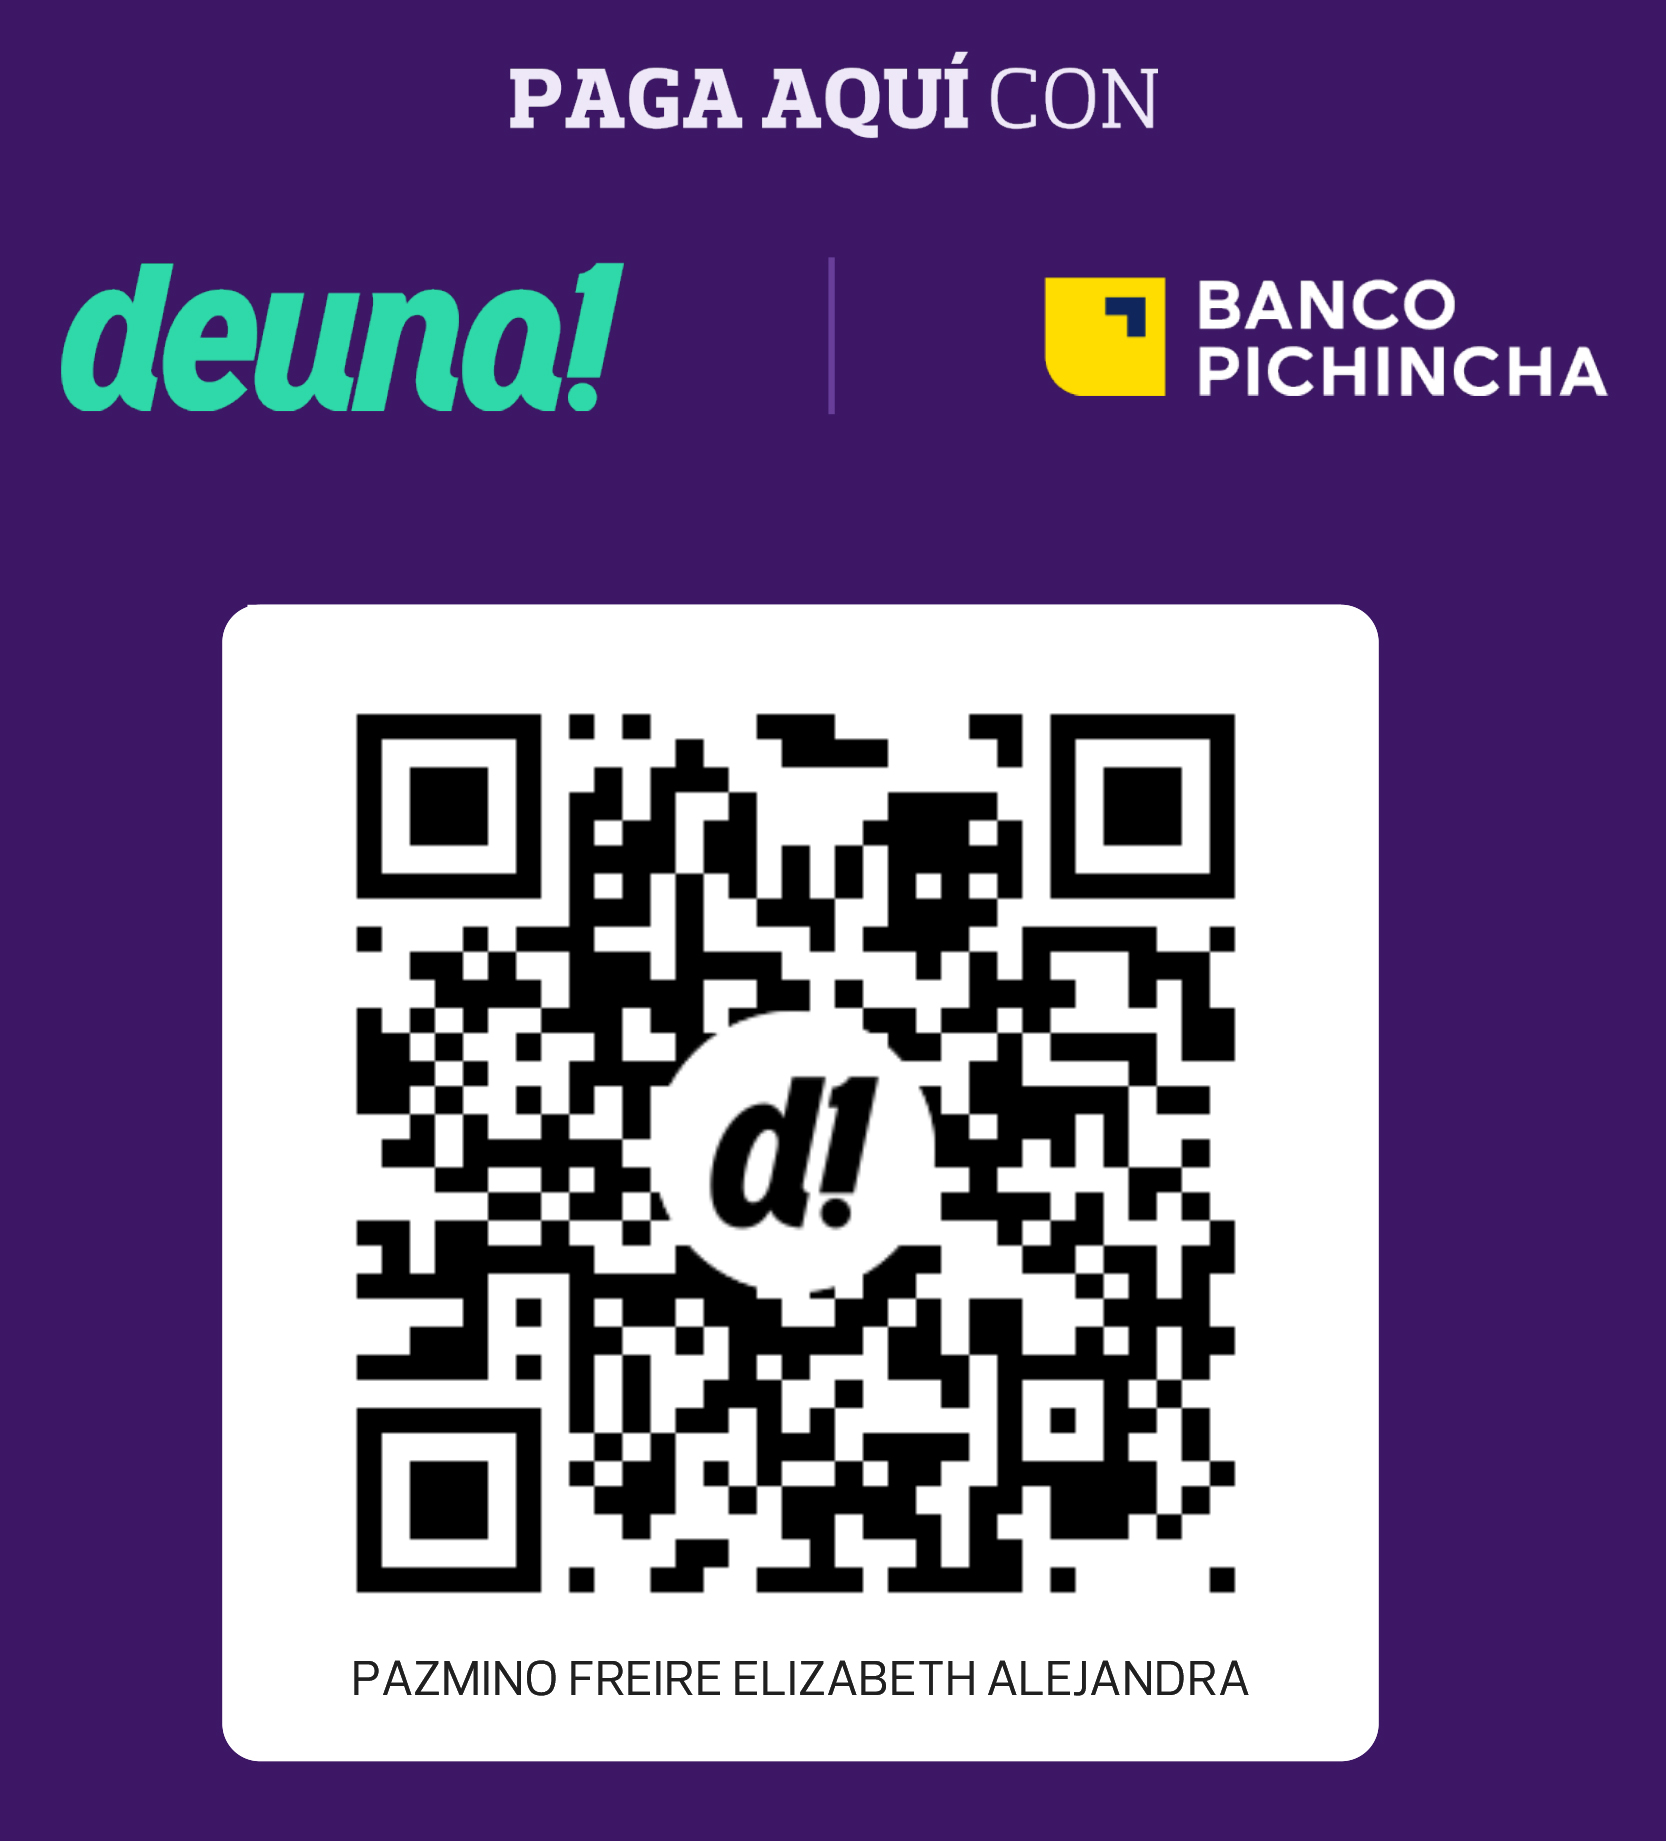 PAGA AQUÍ CON
deuna!
BANCO
PICHINCHA
d!
PAZMINO FREIRE ELIZABETH ALEJANDRA